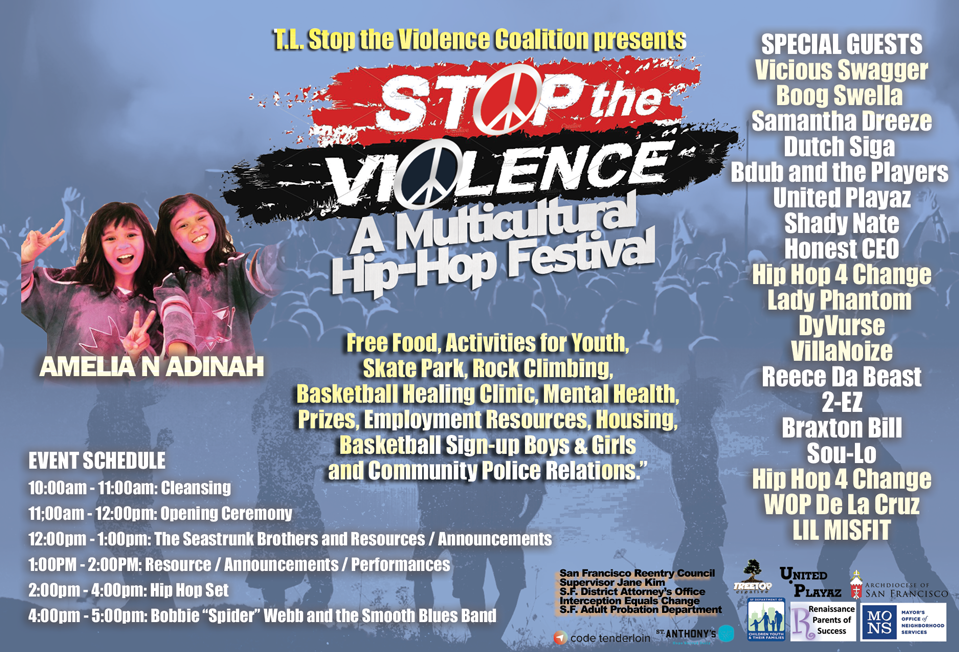 T.L. Stop the Violence Coalition presents
STOP the
VIOLENCE
A Multicultural
Hip-Hop Festival
AMELIA N ADINAH
Free Food, Activities for Youth,
Skate Park, Rock Climbing,
Basketball Healing Clinic, Mental Health,
Prizes, Employment Resources, Housing,
Basketball Sign-up Boys & Girls
and Community Police Relations.”
EVENT SCHEDULE
10:00am - 11:00am: Cleansing
11;00am - 12:00pm: Opening Ceremony
12:00pm - 1:00pm: The Seastrunk Brothers and Resources / Announcements
1:00PM - 2:00PM: Resource / Announcements / Performances
2:00pm - 4:00pm: Hip Hop Set
4:00pm - 5:00pm: Bobbie “Spider” Webb and the Smooth Blues Band
SPECIAL GUESTS
Vicious Swagger
Boog Swella
Samantha Dreeze
Dutch Siga
Bdub and the Players
United Playaz
Shady Nate
Honest CEO
Hip Hop 4 Change
Lady Phantom
DyVurse
VillaNoize
Reece Da Beast
2-EZ
Braxton Bill
Sou-Lo
Hip Hop 4 Change
WOP De La Cruz
LIL MISFIT
San Francisco Reentry Council
Supervisor Jane Kim
S.F. District Attorney's Office
Interception Equals Change
S.F. Adult Probation Department
code tenderloin
ST. ANTHONY'S
UNITED
PLAYAZ
ARCHDIOCESE OF
SAN FRANCISCO
CHILDREN YOUTH
& THEIR FAMILIES
Renaissance
Parents of
Success
MO
NS
MAYOR'S
OFFICE of
NEIGHBORHOOD
SERVICES